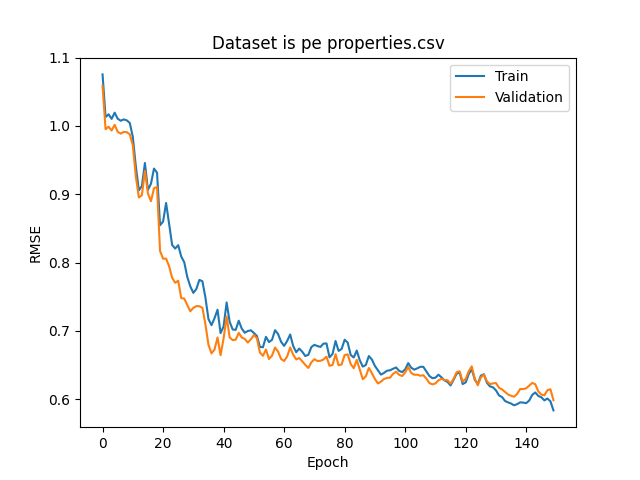 Dataset is pe properties.csv
Train
Validation
RMSE
1.1
1.0
0.9
0.8
0.7
0.6
0 20 40 60 80 100 120 140
Epoch